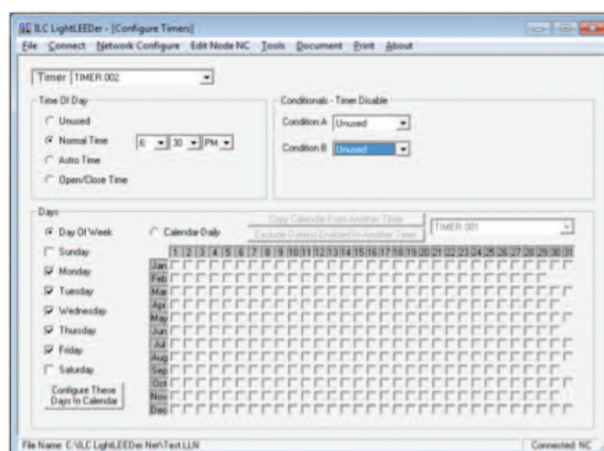 ILC LightLEEDer - [Configure Timers]
File Connect Network Configure Edit Node NC Tools Document Print About
Timer TIMER 002
Time Of Day
Unused
Normal Time 6 30 PM
Astro Time
Open/Close Time
Conditionals - Timer Disable
Condition A Unused
Condition B Unused
Days
Day Of Week
Calendar-Daily
Copy Calendar From Another Timer
Exclude Date(s) Enabled In Another Timer
TIMER 001
Sunday
Monday
Tuesday
Wednesday
Thursday
Friday
Saturday
Configure These
Days In Calendar
1 2 3 4 5 6 7 8 9 10 11 12 13 14 15 16 17 18 19 20 21 22 23 24 25 26 27 28 29 30 31
Jan
Feb
Mar
Apr
May
Jun
Jul
Aug
Sep
Oct
Nov
Dec
File Name: C:\ILC LightLEEDer Net\Test.LLN
Connected: NC